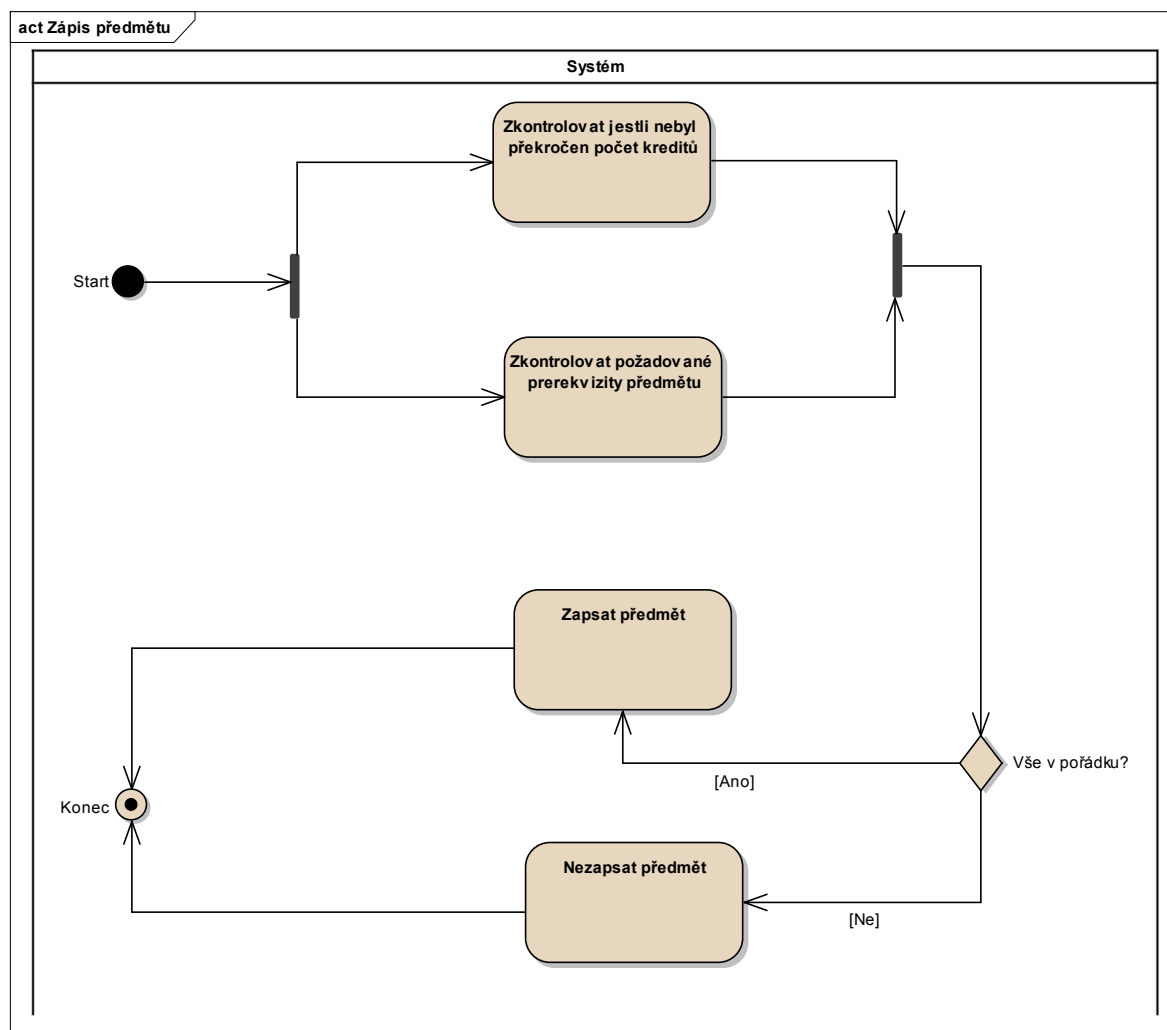 act Zápis předmětu
Systém
Zkontrolovat jestli nebyl
překročen počet kreditů
Start
Zkontrolovat požadované
prerekvizity předmětu
Zapsat předmět
Vše v pořádku?
[Ano]
Konec
Nezapsat předmět
[Ne]